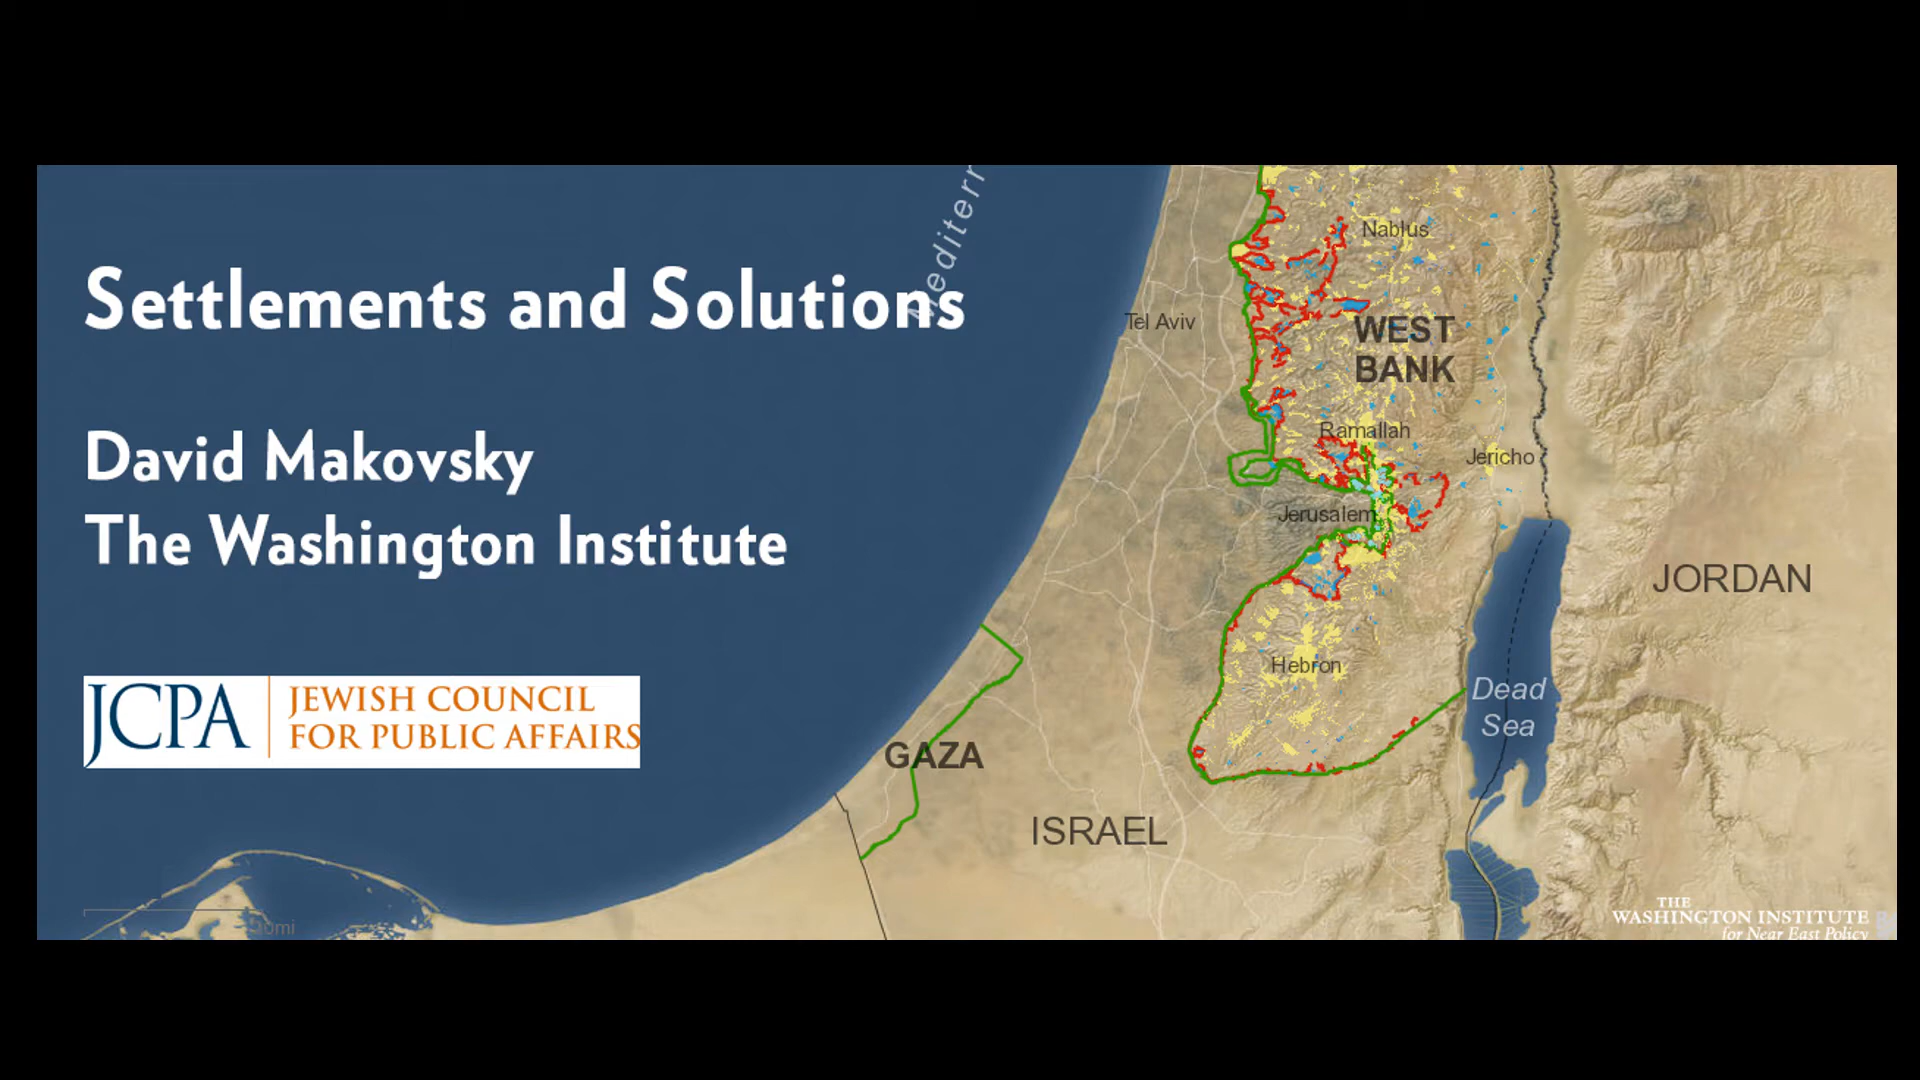 Settlements and Solutions
David Makovsky
The Washington Institute
JCPA
JEWISH COUNCIL
FOR PUBLIC AFFAIRS
Mediterr
Nablus
Tel Aviv
WEST
BANK
Ramallah
Jericho
Jerusalem
JORDAN
Hebron
Dead
Sea
GAZA
ISRAEL
THE
WASHINGTON INSTITUTE
for Near East Policy